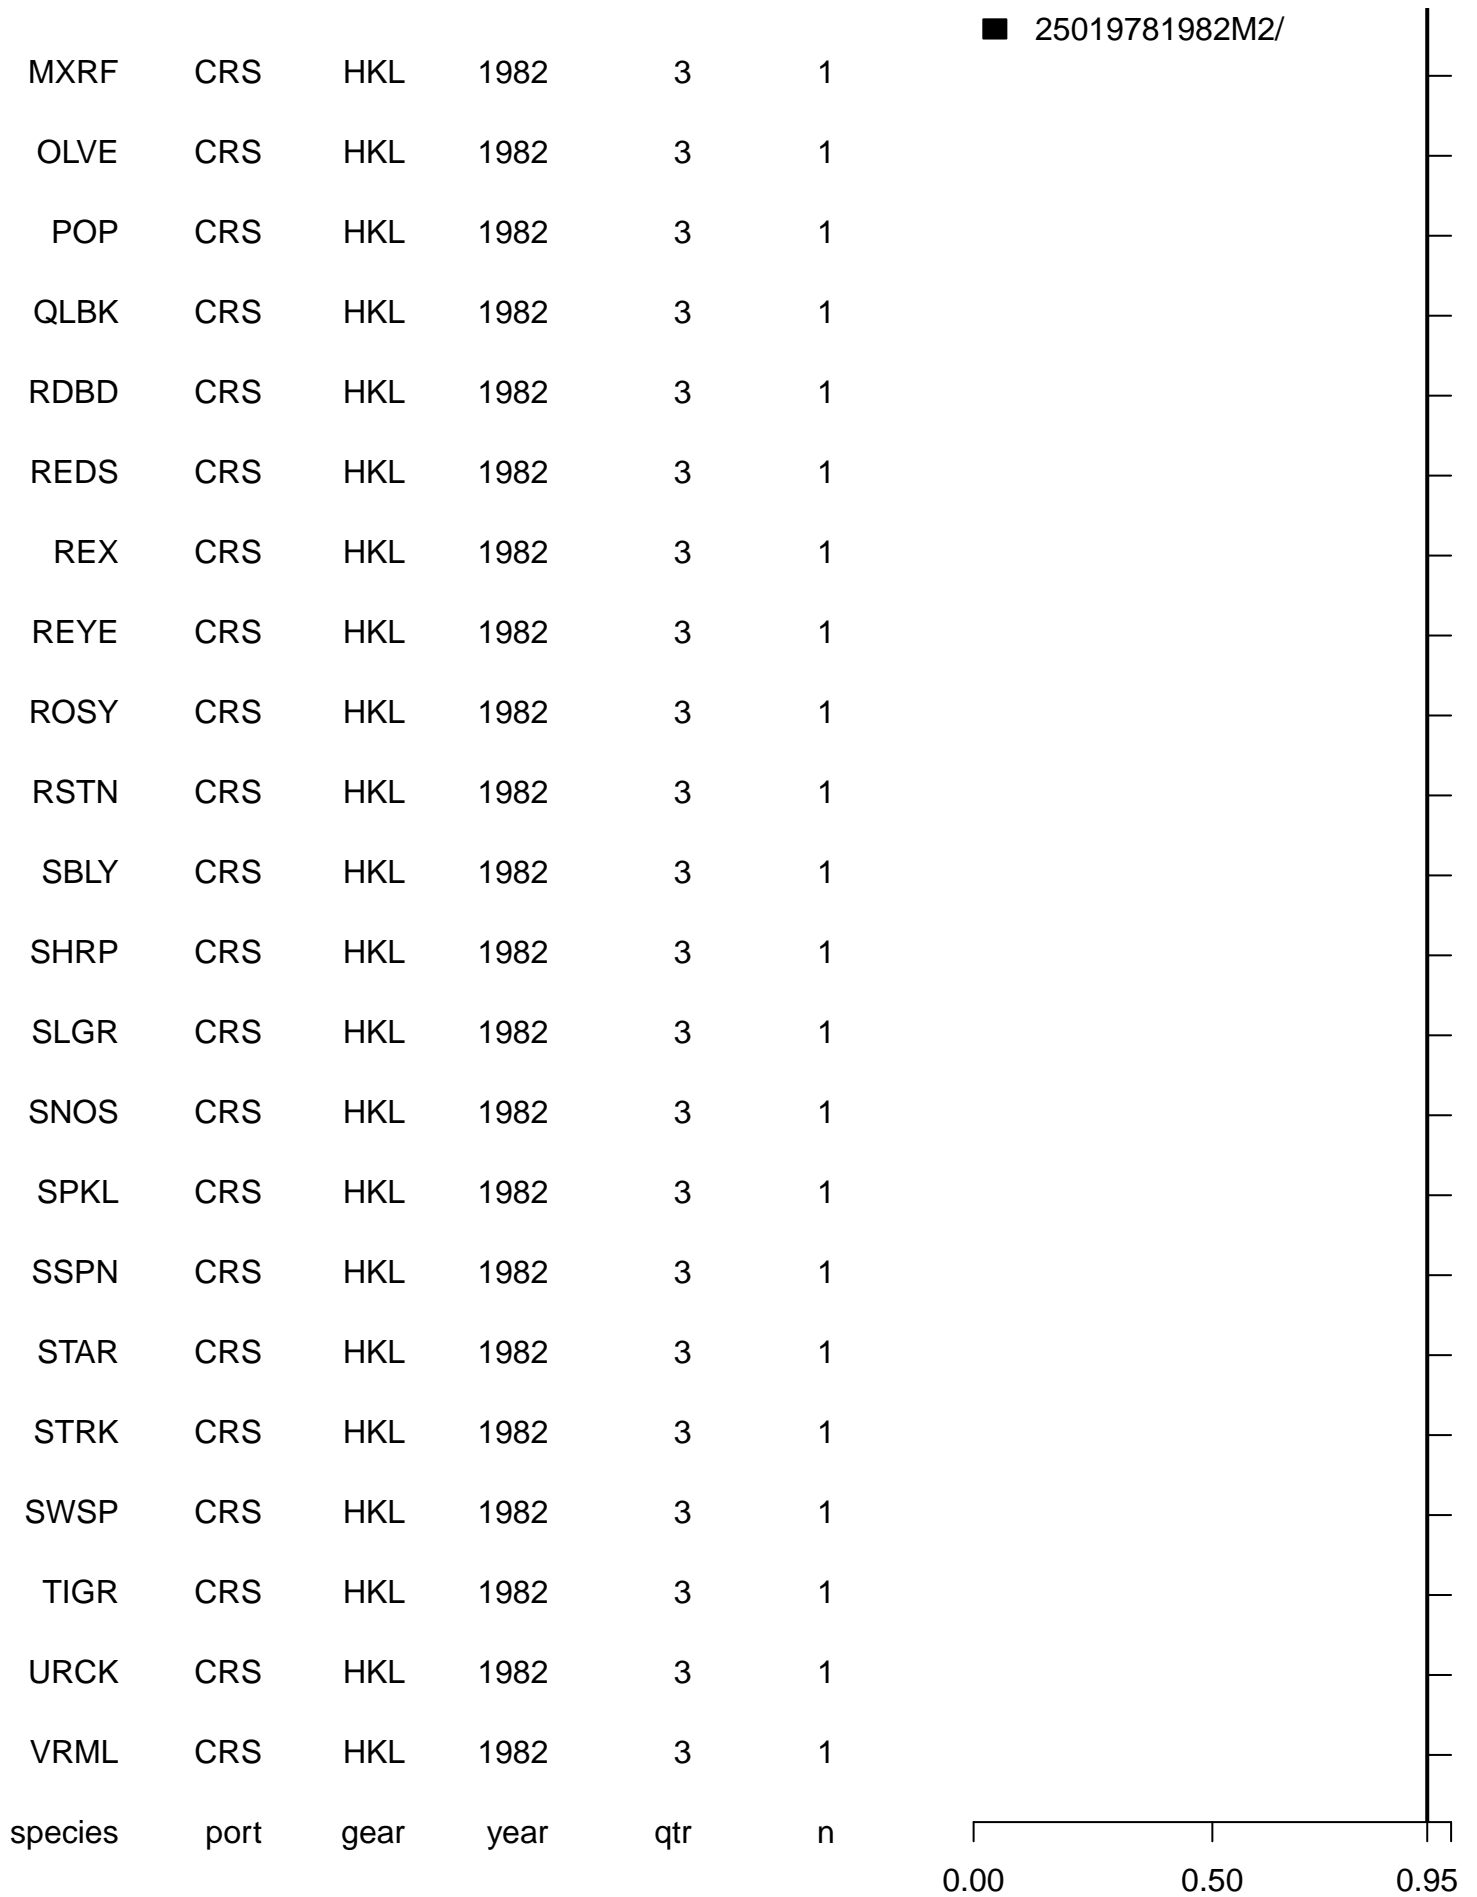 25019781982M2/
MXRF CRS HKL 1982 3 1
OLVE CRS HKL 1982 3 1
POP CRS HKL 1982 3 1
QLBK CRS HKL 1982 3 1
RDBD CRS HKL 1982 3 1
REDS CRS HKL 1982 3 1
REX CRS HKL 1982 3 1
REYE CRS HKL 1982 3 1
ROSY CRS HKL 1982 3 1
RSTN CRS HKL 1982 3 1
SBLY CRS HKL 1982 3 1
SHRP CRS HKL 1982 3 1
SLGR CRS HKL 1982 3 1
SNOS CRS HKL 1982 3 1
SPKL CRS HKL 1982 3 1
SSPN CRS HKL 1982 3 1
STAR CRS HKL 1982 3 1
STRK CRS HKL 1982 3 1
SWSP CRS HKL 1982 3 1
TIGR CRS HKL 1982 3 1
URCK CRS HKL 1982 3 1
VRML CRS HKL 1982 3 1
species port gear year qtr n
0.00 0.50 0.95